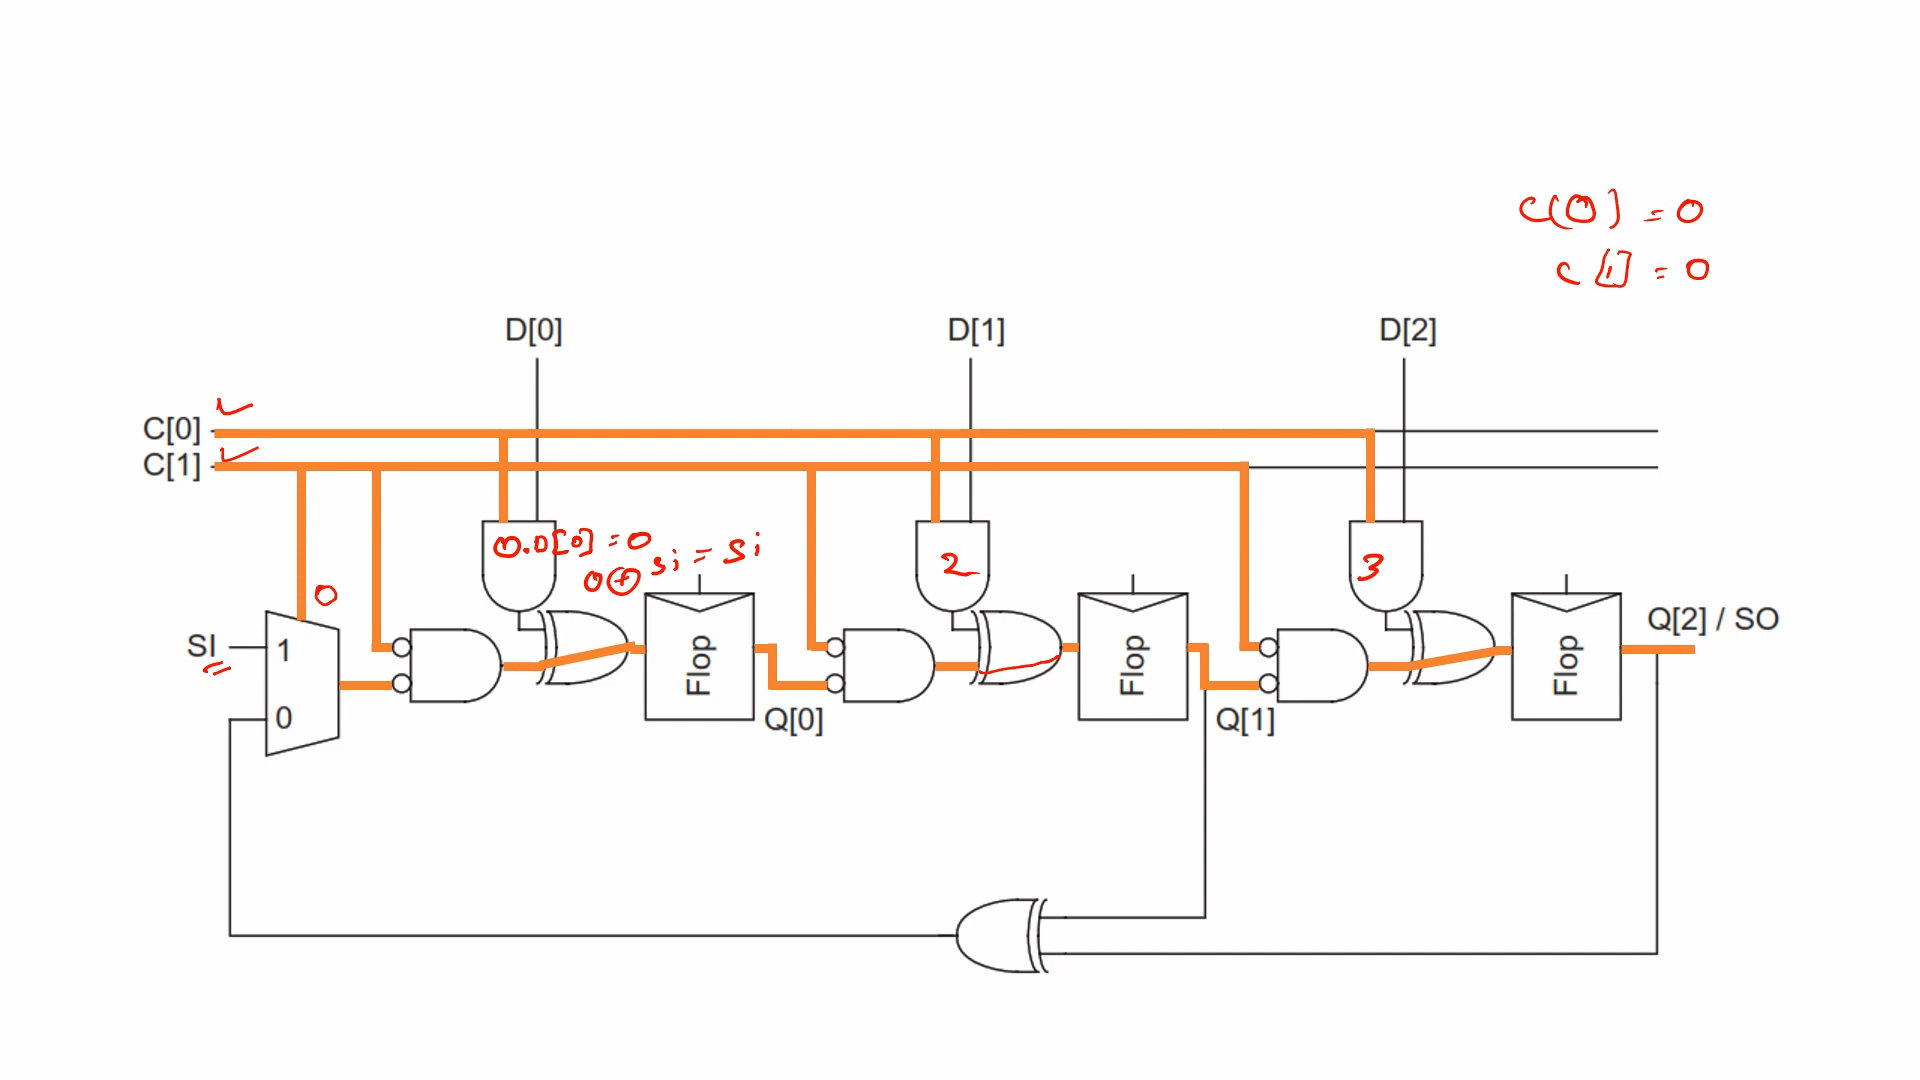 C[0] = 0
C[1] = 0
D[0] D[1] D[2]
C[0]
C[1]
0.D[0] = 0
0 ⊕ si = si
2
3
0
SI 1
0
Flop Flop Flop
Q[2] / SO
Q[0] Q[1]